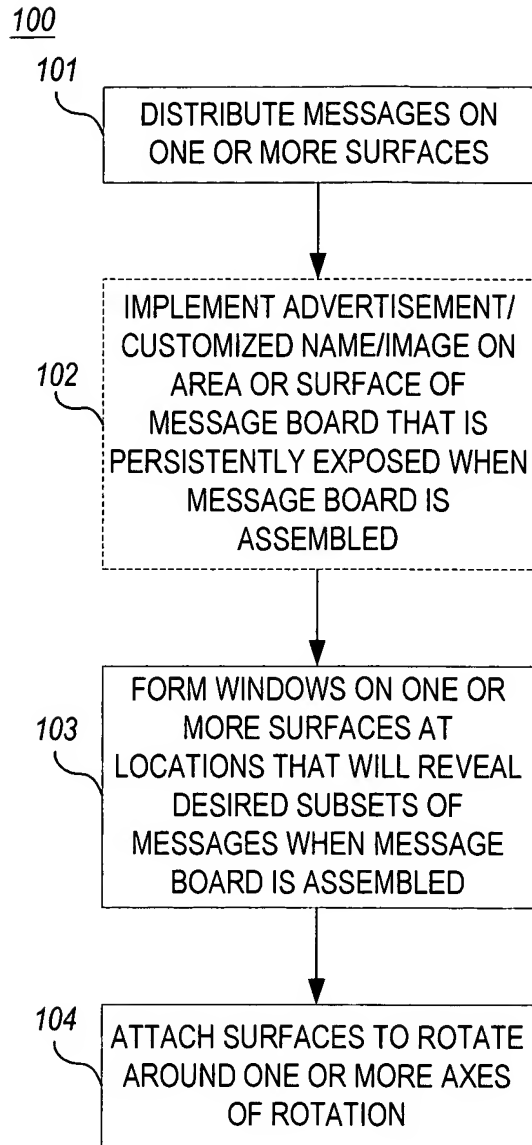 100
101
DISTRIBUTE MESSAGES ON
ONE OR MORE SURFACES
102
IMPLEMENT ADVERTISEMENT/
CUSTOMIZED NAME/IMAGE ON
AREA OR SURFACE OF
MESSAGE BOARD THAT IS
PERSISTENTLY EXPOSED WHEN
MESSAGE BOARD IS
ASSEMBLED
103
FORM WINDOWS ON ONE OR
MORE SURFACES AT
LOCATIONS THAT WILL REVEAL
DESIRED SUBSETS OF
MESSAGES WHEN MESSAGE
BOARD IS ASSEMBLED
104
ATTACH SURFACES TO ROTATE
AROUND ONE OR MORE AXES
OF ROTATION